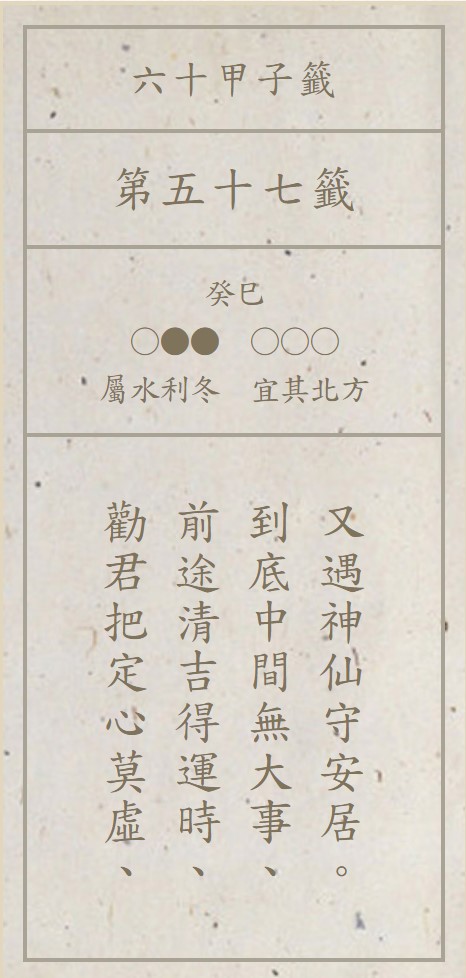 六十甲子籤
第五十七籤
癸巳
○●● ○○○
屬水利冬 宜其北方
勸君把定心莫虛、
前途清吉得運時、
到底中間無大事、
又遇神仙守安居。